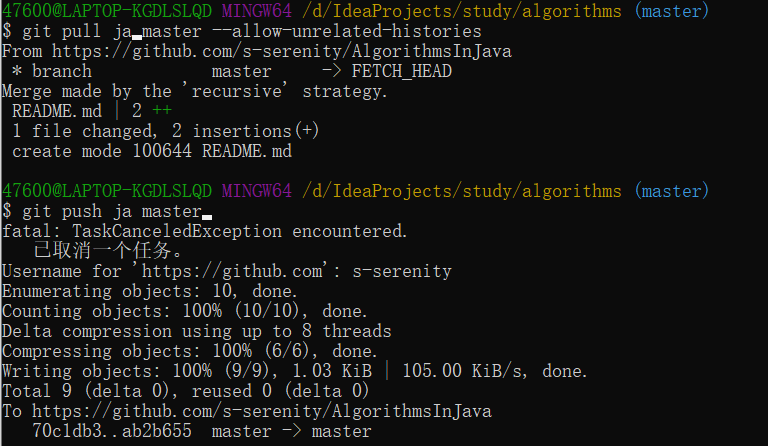 47600@LAPTOP-KGDLSLQD MINGW64 /d/IdeaProjects/study/algorithms (master)
$ git pull ja master --allow-unrelated-histories
From https://github.com/s-serenity/AlgorithmsInJava
 * branch            master     -> FETCH_HEAD
Merge made by the 'recursive' strategy.
 README.md | 2 ++
 1 file changed, 2 insertions(+)
 create mode 100644 README.md
47600@LAPTOP-KGDLSLQD MINGW64 /d/IdeaProjects/study/algorithms (master)
$ git push ja master
fatal: TaskCanceledException encountered.
   已取消一个任务。
Username for 'https://github.com': s-serenity
Enumerating objects: 10, done.
Counting objects: 100% (10/10), done.
Delta compression using up to 8 threads
Compressing objects: 100% (6/6), done.
Writing objects: 100% (9/9), 1.03 KiB | 105.00 KiB/s, done.
Total 9 (delta 0), reused 0 (delta 0)
To https://github.com/s-serenity/AlgorithmsInJava
   70c1db3..ab2b655  master -> master